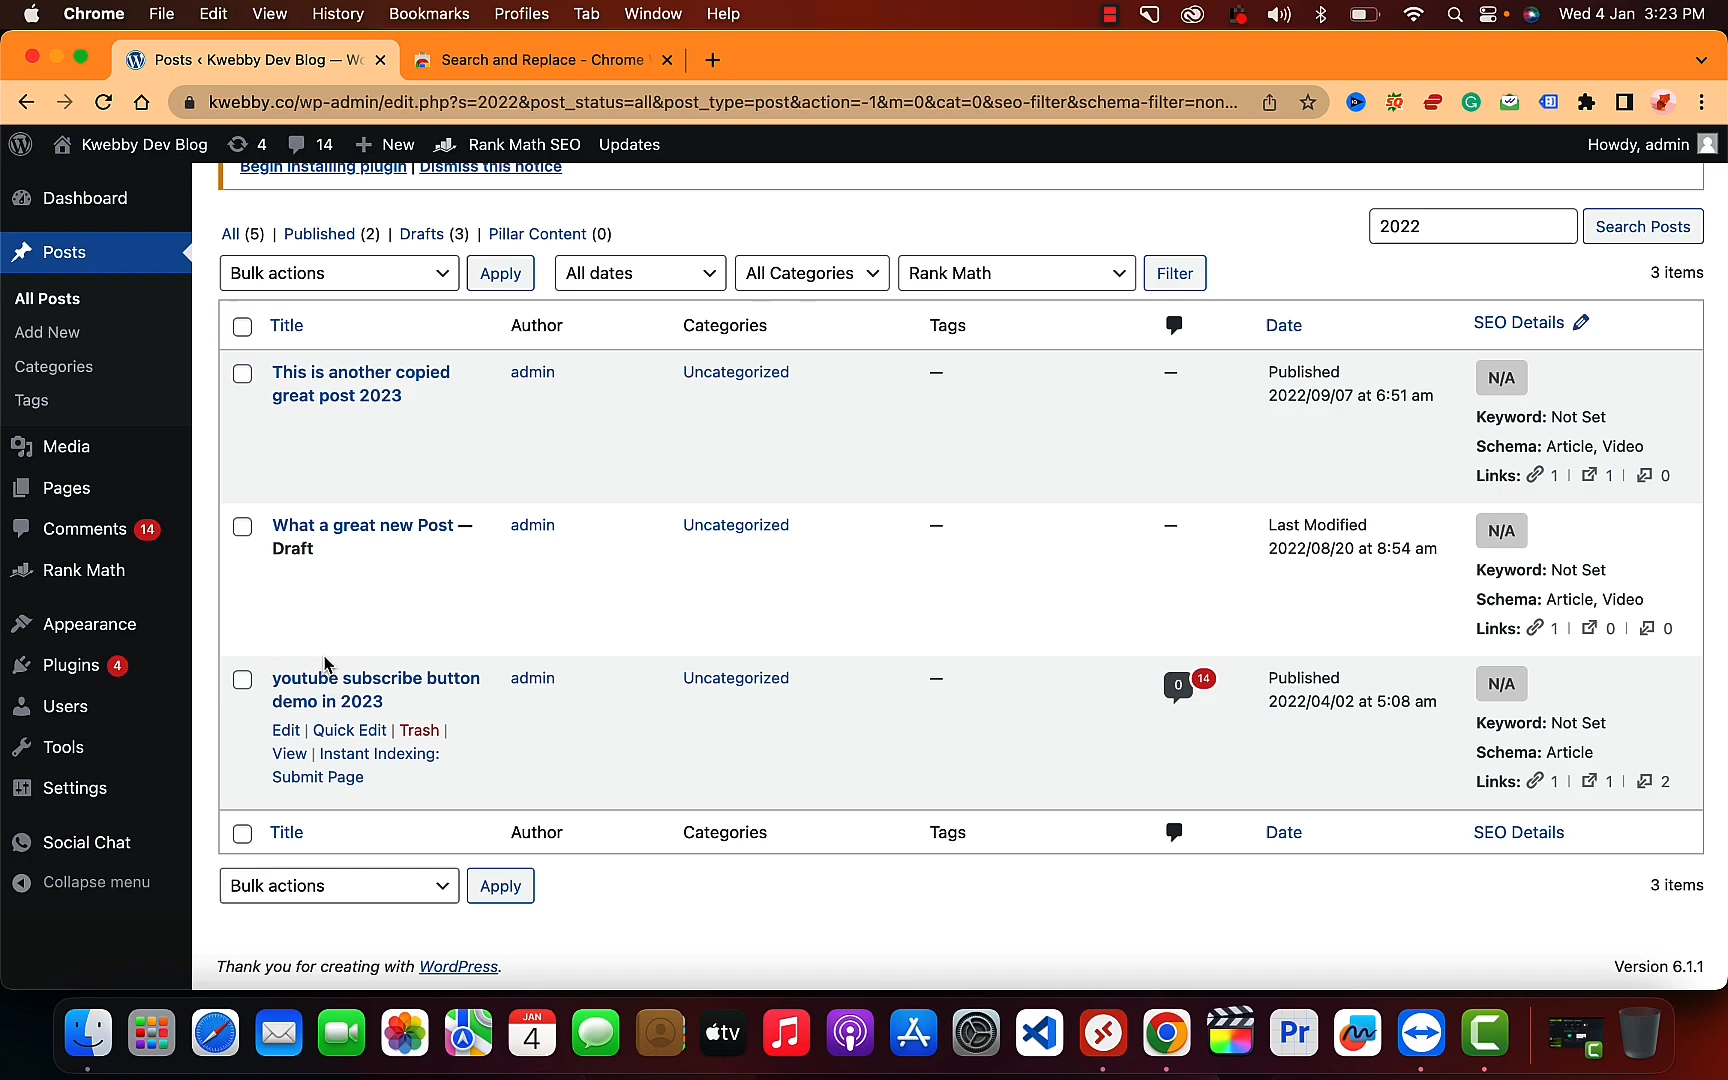 Chrome File Edit View History Bookmarks Profiles Tab Window Help Wed 4 Jan 3:23 PM
Posts ‹ Kwebby Dev Blog — Wo Search and Replace - Chrome
kwebby.co/wp-admin/edit.php?s=2022&post_status=all&post_type=post&action=-1&m=0&cat=0&seo-filter&schema-filter=non...
Kwebby Dev Blog 4 14 New Rank Math SEO Updates Howdy, admin
Begin installing plugin | Dismiss this notice
Dashboard
Posts
All Posts
Add New
Categories
Tags
Media
Pages
Comments 14
Rank Math
Appearance
Plugins 4
Users
Tools
Settings
Social Chat
Collapse menu
All (5) | Published (2) | Drafts (3) | Pillar Content (0)
2022 Search Posts
Bulk actions Apply All dates All Categories Rank Math Filter 3 items
Title Author Categories Tags Date SEO Details
This is another copied
great post 2023
admin
Uncategorized
—
—
Published
2022/09/07 at 6:51 am
N/A
Keyword: Not Set
Schema: Article, Video
Links: 1 | 1 | 0
What a great new Post —
Draft
admin
Uncategorized
—
—
Last Modified
2022/08/20 at 8:54 am
N/A
Keyword: Not Set
Schema: Article, Video
Links: 1 | 0 | 0
youtube subscribe button
demo in 2023
Edit | Quick Edit | Trash |
View | Instant Indexing:
Submit Page
admin
Uncategorized
—
0 14
Published
2022/04/02 at 5:08 am
N/A
Keyword: Not Set
Schema: Article
Links: 1 | 1 | 2
Title Author Categories Tags Date SEO Details
Bulk actions Apply 3 items
Thank you for creating with WordPress. Version 6.1.1
JAN
4
tv
Pr